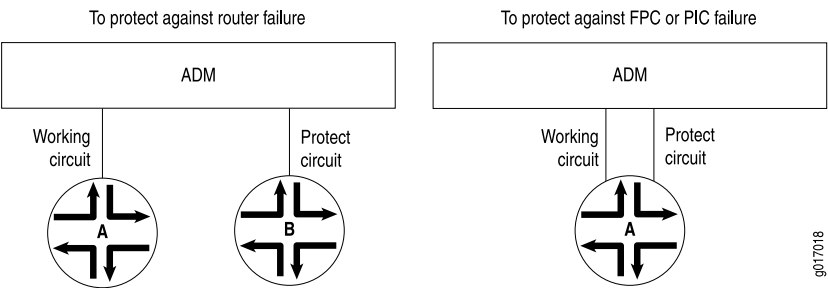 To protect against router failure
ADM
Working
circuit
Protect
circuit
A
B
To protect against FPC or PIC failure
ADM
Working
circuit
Protect
circuit
A
g017018